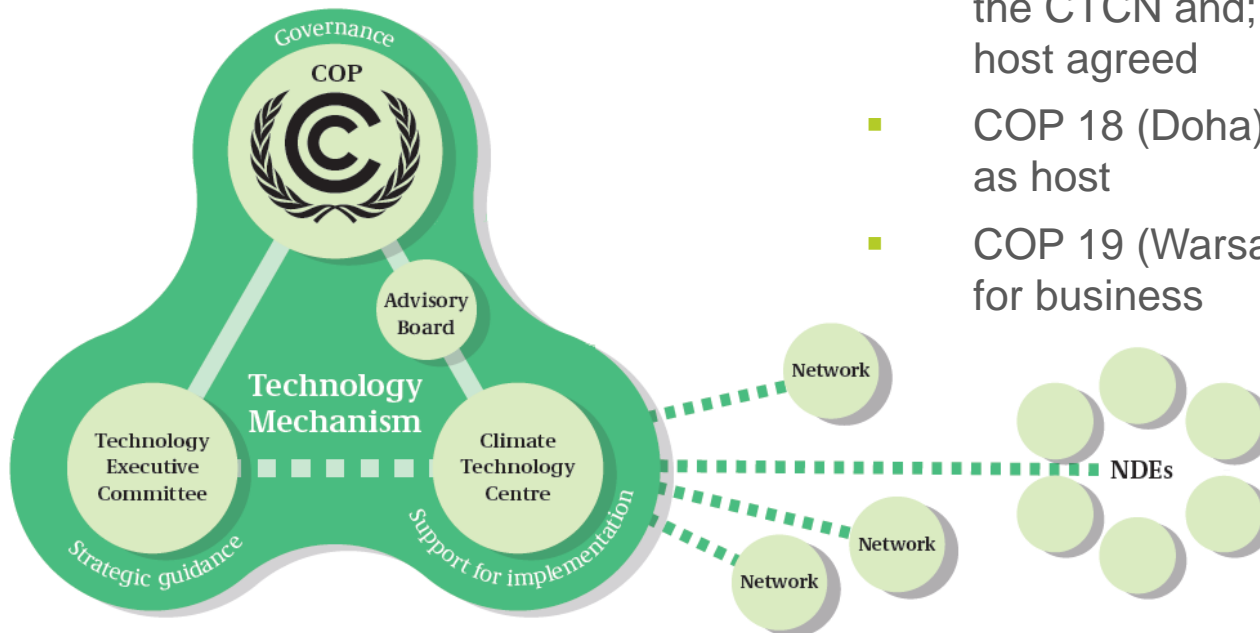 the CTCN and;
host agreed
▪ COP 18 (Doha)
as host
▪ COP 19 (Warsa
for business
Governance
COP
Advisory
Board
Technology
Mechanism
Technology
Executive
Committee
Climate
Technology
Centre
Strategic guidance
Support for implementation
Network
NDEs
Network
Network